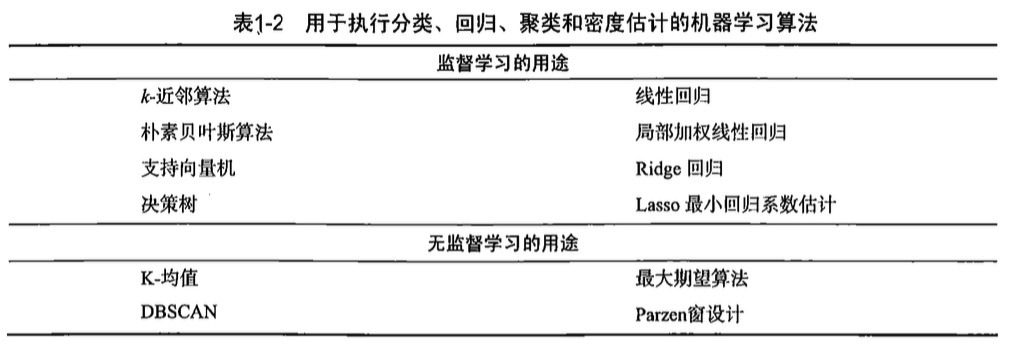 表1-2 用于执行分类、回归、聚类和密度估计的机器学习算法
监督学习的用途
k-近邻算法 线性回归
朴素贝叶斯算法 局部加权线性回归
支持向量机 Ridge 回归
决策树 Lasso 最小回归系数估计
无监督学习的用途
K-均值 最大期望算法
DBSCAN Parzen窗设计